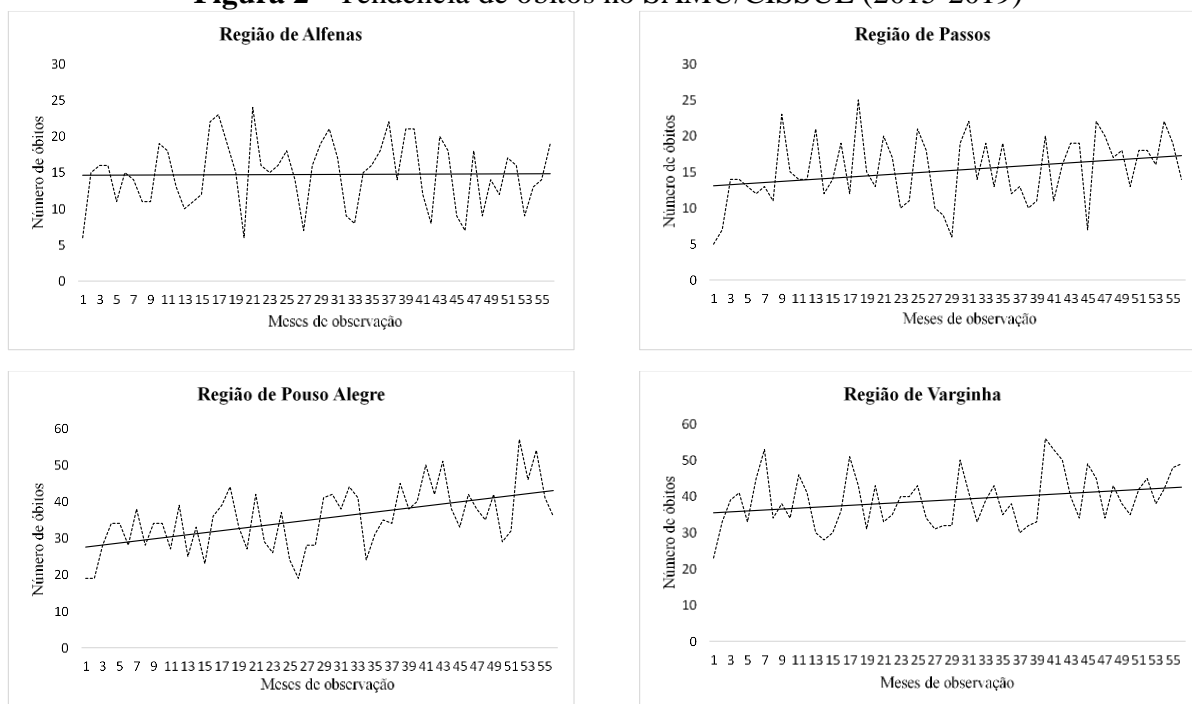 Figura 2 – Tendência de óbitos no SAMU/CISSUL (2015-2019)
Região de Alfenas
30
25
20
15
10
5
0
Número de óbitos
1 3 5 7 9 11 13 15 17 19 21 23 25 27 29 31 33 35 37 39 41 43 45 47 49 51 53 55
Meses de observação
Região de Passos
30
25
20
15
10
5
0
Número de óbitos
1 3 5 7 9 11 13 15 17 19 21 23 25 27 29 31 33 35 37 39 41 43 45 47 49 51 53 55
Meses de observação
Região de Pouso Alegre
60
50
40
30
20
10
0
Número de óbitos
1 3 5 7 9 11 13 15 17 19 21 23 25 27 29 31 33 35 37 39 41 43 45 47 49 51 53 55
Meses de observação
Região de Varginha
60
50
40
30
20
10
0
Número de óbitos
1 3 5 7 9 11 13 15 17 19 21 23 25 27 29 31 33 35 37 39 41 43 45 47 49 51 53 55
Meses de observação